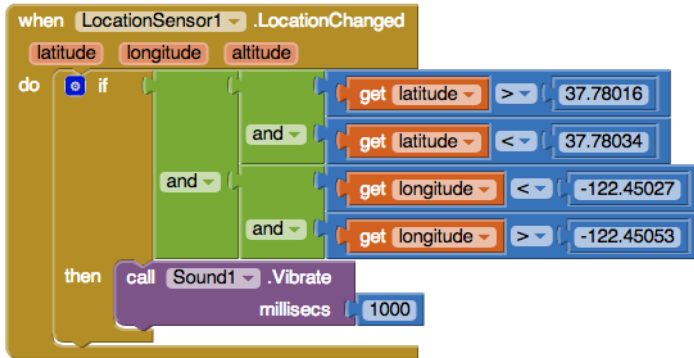 when LocationSensor1 .LocationChanged
latitude longitude altitude
do if get latitude > 37.78016
and get latitude < 37.78034
and get longitude < -122.45027
and get longitude > -122.45053
then call Sound1 .Vibrate
millisecs 1000